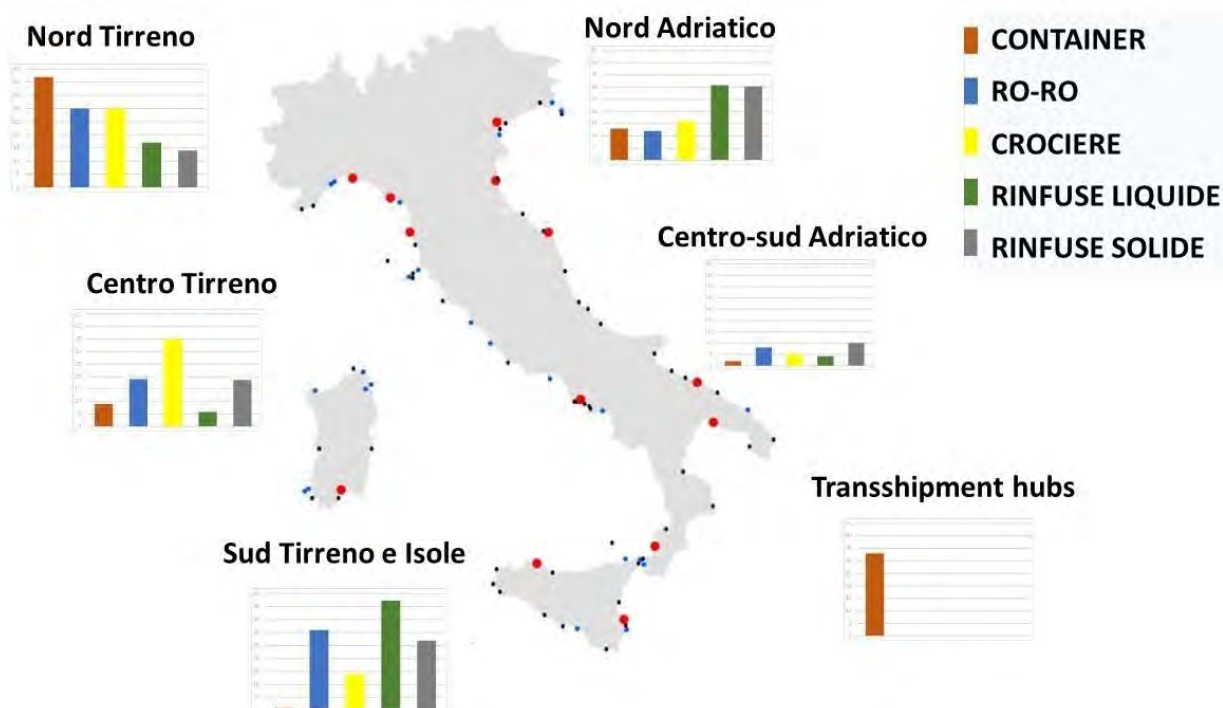 Nord Tirreno
Nord Adriatico
CONTAINER
RO-RO
CROCIERE
RINFUSE LIQUIDE
RINFUSE SOLIDE
Centro-sud Adriatico
Centro Tirreno
Transshipment hubs
Sud Tirreno e Isole